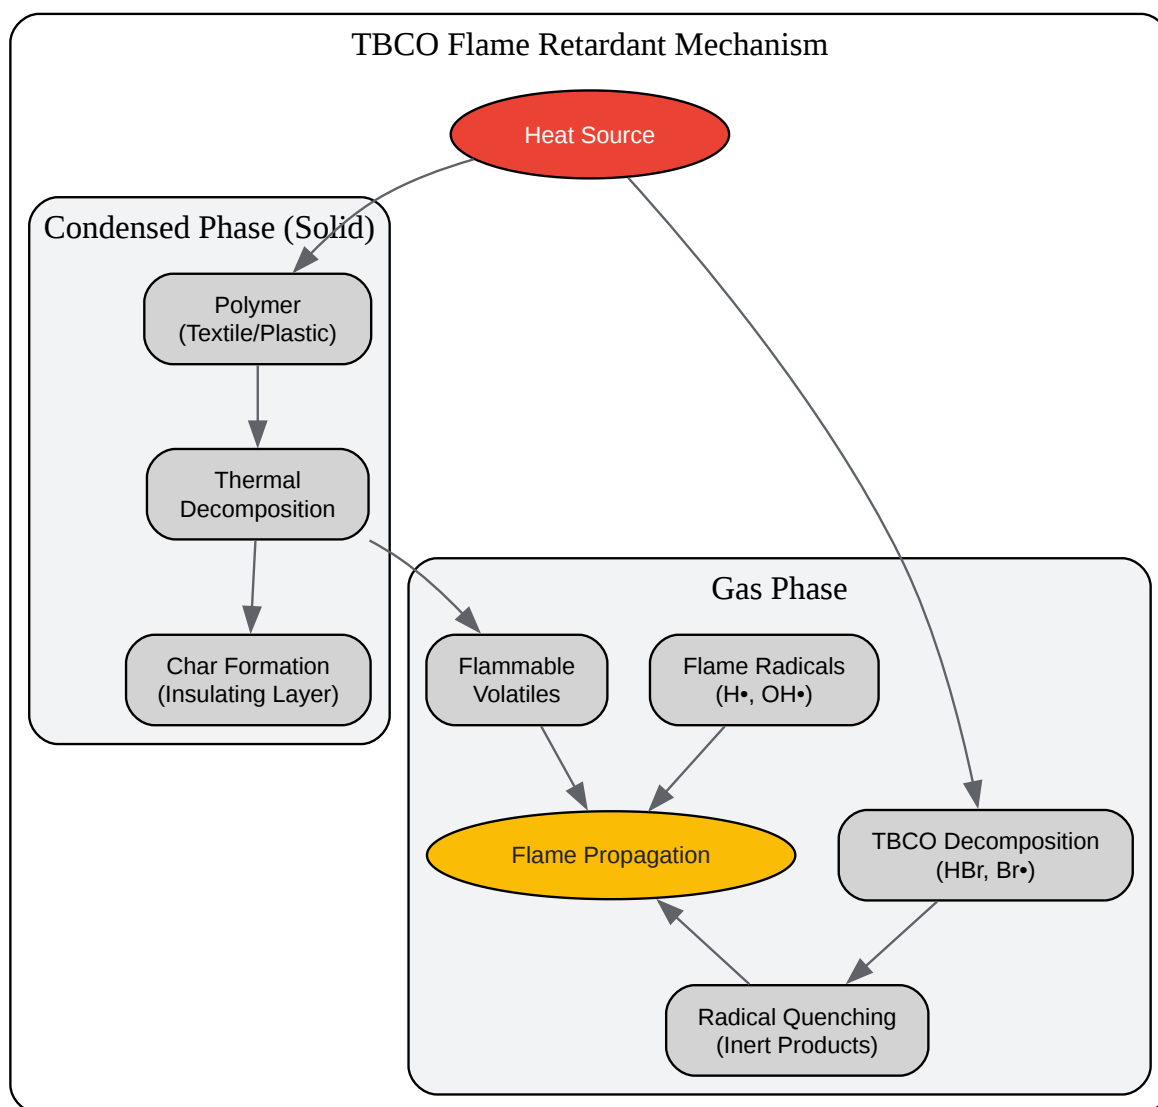 TBCO Flame Retardant Mechanism
Heat Source
Condensed Phase (Solid)
Polymer
(Textile/Plastic)
Thermal
Decomposition
Char Formation
(Insulating Layer)
Gas Phase
Flammable
Volatiles
Flame Radicals
(H•, OH•)
Flame Propagation
TBCO Decomposition
(HBr, Br•)
Radical Quenching
(Inert Products)